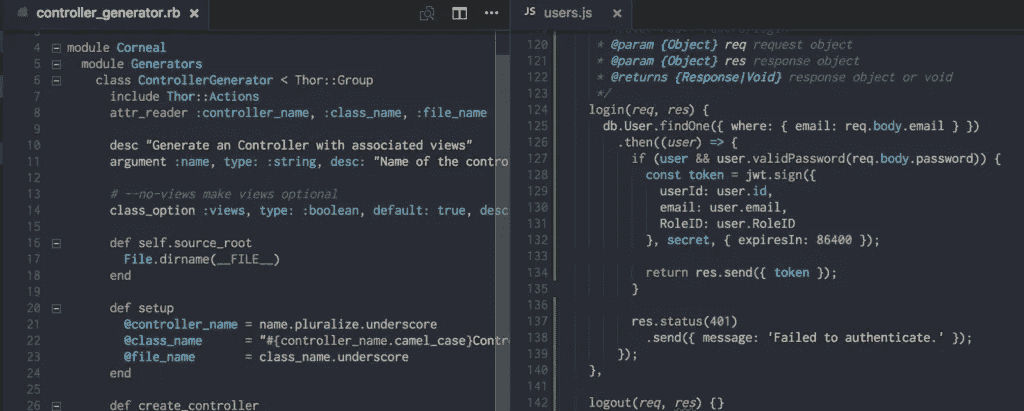 controller_generator.rb ×
4 module Corneal
5 module Generators
6 class ControllerGenerator < Thor::Group
7 include Thor::Actions
8 attr_reader :controller_name, :class_name, :file_name
9
10 desc "Generate an Controller with associated views"
11 argument :name, type: :string, desc: "Name of the contro
12
13 # --no-views make views optional
14 class_option :views, type: :boolean, default: true, desc
15
16 def self.source_root
17 File.dirname(__FILE__)
18 end
19
20 def setup
21 @controller_name = name.pluralize.underscore
22 @class_name = "#{controller_name.camel_case}Contr
23 @file_name = class_name.underscore
24 end
25
26 def create_controller
JS users.js ×
120 * @param {Object} req request object
121 * @param {Object} res response object
122 * @returns {Response|Void} response object or void
123 */
124 login(req, res) {
125 db.User.findOne({ where: { email: req.body.email } })
126 .then((user) => {
127 if (user && user.validPassword(req.body.password)) {
128 const token = jwt.sign({
129 userId: user.id,
130 email: user.email,
131 RoleID: user.RoleID
132 }, secret, { expiresIn: 86400 });
133
134 return res.send({ token });
135 }
136
137 res.status(401)
138 .send({ message: 'Failed to authenticate.' });
139 });
140 },
141
142 logout(req, res) {}